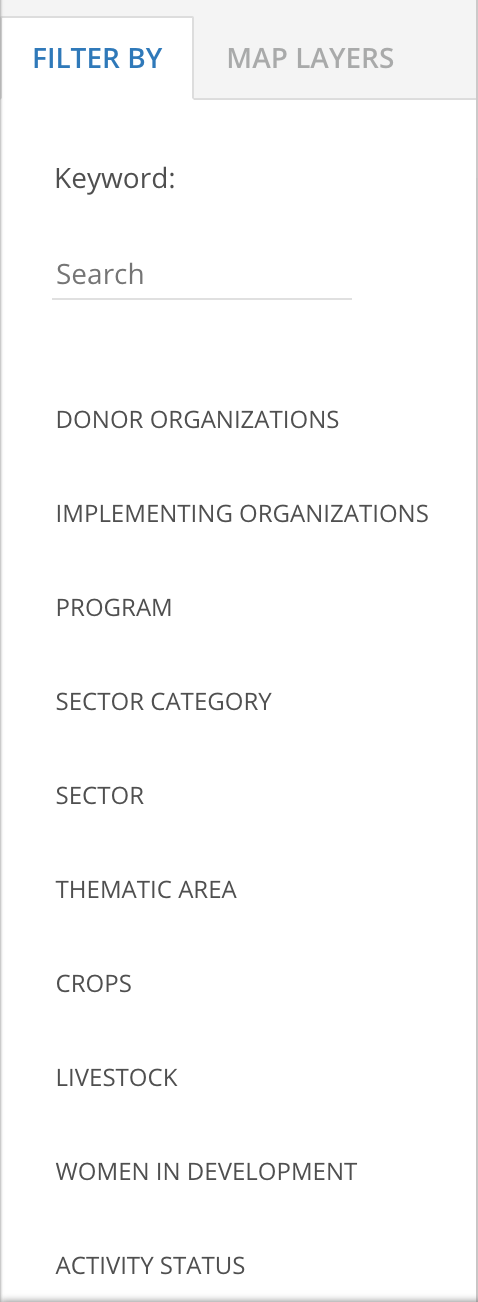 FILTER BY MAP LAYERS
Keyword:
Search
DONOR ORGANIZATIONS
IMPLEMENTING ORGANIZATIONS
PROGRAM
SECTOR CATEGORY
SECTOR
THEMATIC AREA
CROPS
LIVESTOCK
WOMEN IN DEVELOPMENT
ACTIVITY STATUS